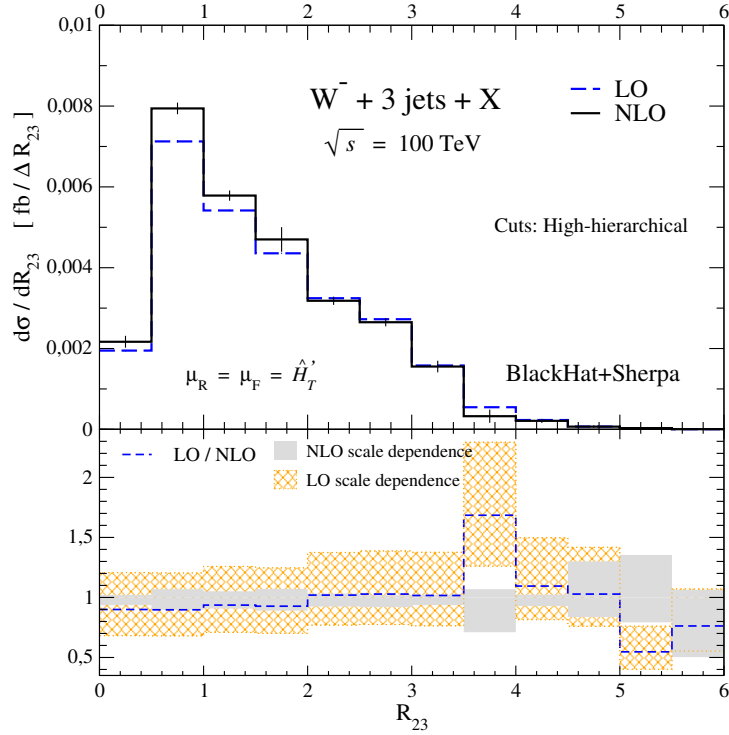 0 1 2 3 4 5 6
0,01
W⁻ + 3 jets + X
LO
NLO
√s = 100 TeV
0,008
0,006
Cuts: High-hierarchical
0,004
0,002
0
dσ / dR₂₃ [ fb / Δ R₂₃ ]
μ_R = μ_F = Ĥ_T'
BlackHat+Sherpa
LO / NLO
NLO scale dependence
LO scale dependence
2
1.5
1
0.5
0 1 2 3 4 5 6
R₂₃